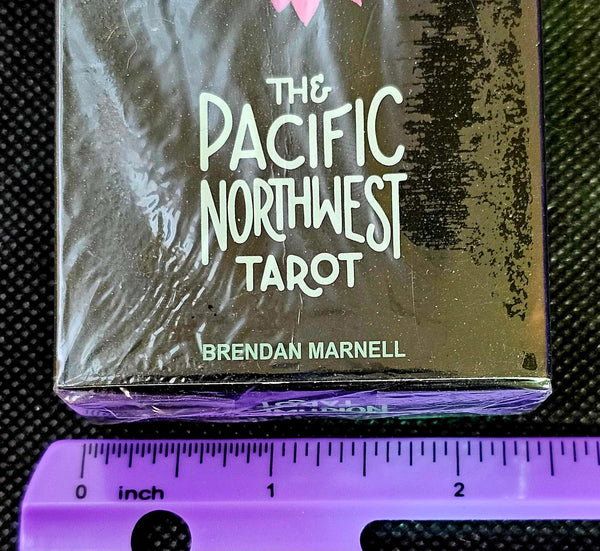 THE
PACIFIC
NORTHWEST
TAROT
BRENDAN MARNELL
0 inch 1 2